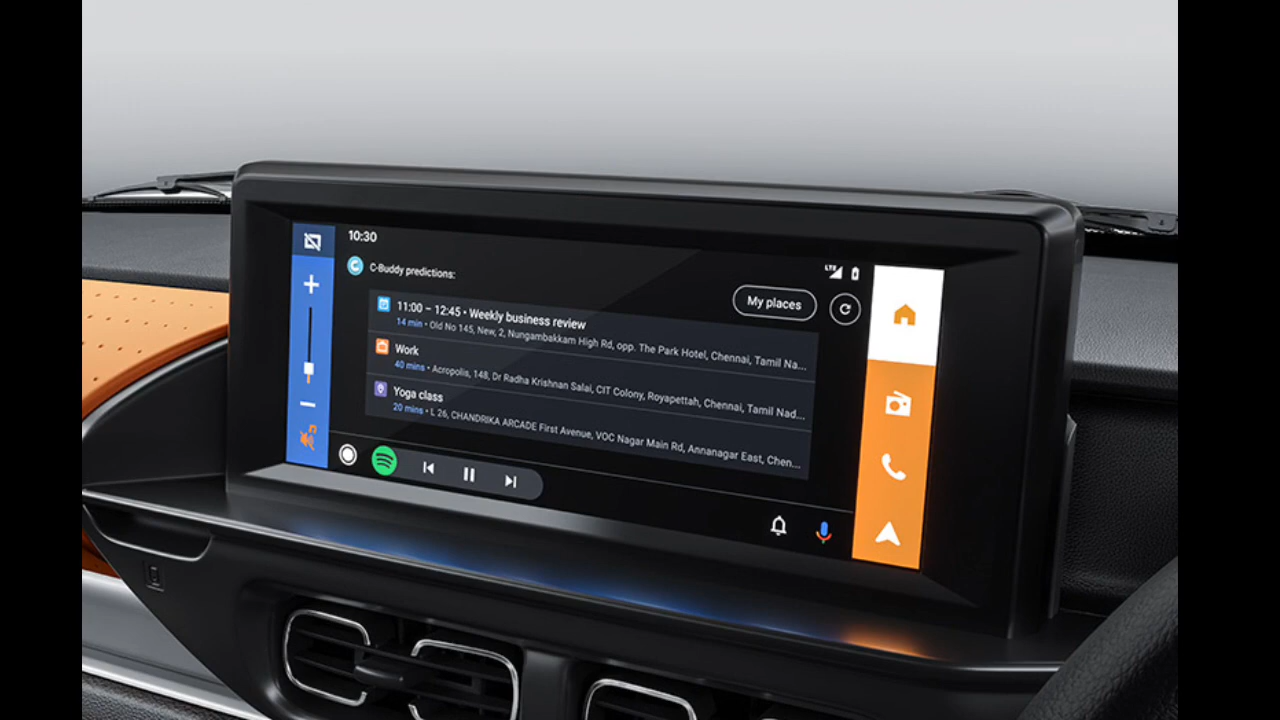 10:30
LTE
C-Buddy predictions:
My places
11:00 – 12:45 • Weekly business review
14 min • Old No 145, New, 2, Nungambakkam High Rd, opp. The Park Hotel, Chennai, Tamil Na...
Work
40 mins • Acropolis, 148, Dr Radha Krishnan Salai, CIT Colony, Royapettah, Chennai, Tamil Nad...
Yoga class
20 mins • L 26, CHANDRIKA ARCADE First Avenue, VOC Nagar Main Rd, Annanagar East, Chen...